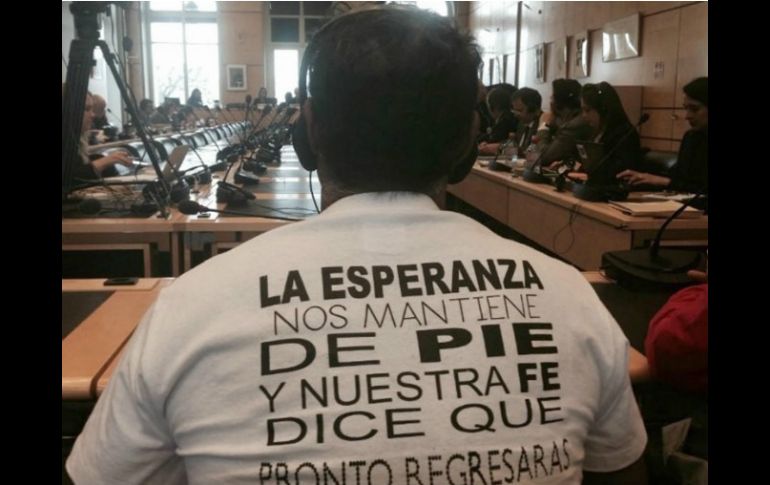 LA ESPERANZA
NOS MANTIENE
DE PIE
Y NUESTRA FE
DICE QUE
PRONTO REGRESARAS